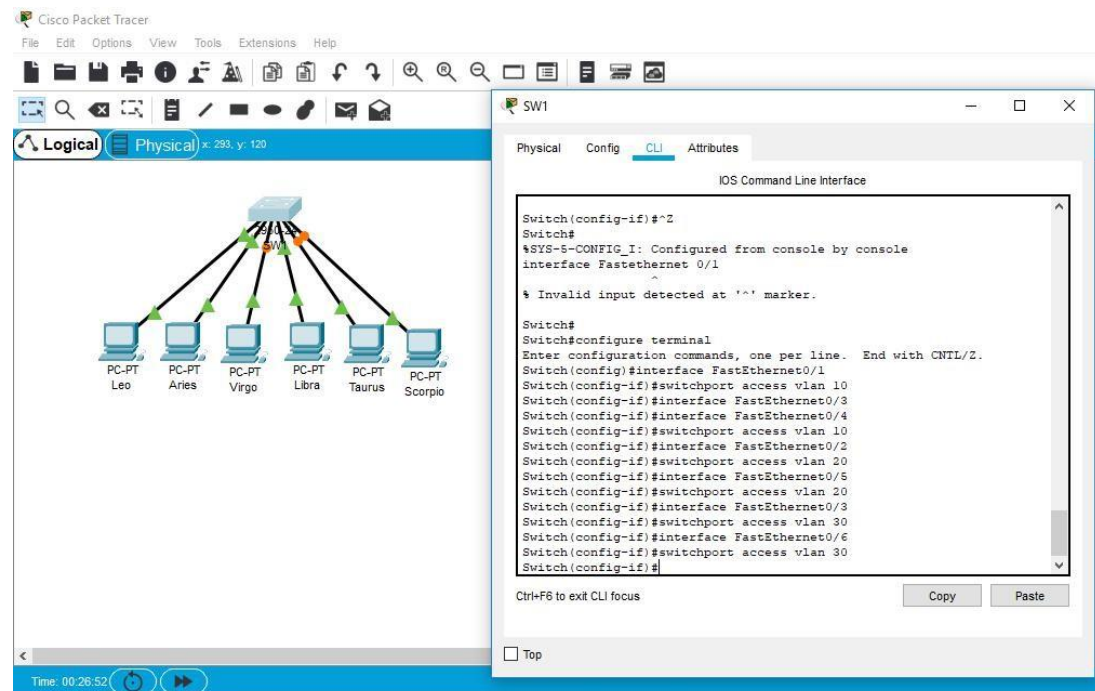 Cisco Packet Tracer
File Edit Options View Tools Extensions Help
Logical Physical x: 293, y: 120
SW1
PC-PT
Leo
PC-PT
Aries
PC-PT
Virgo
PC-PT
Libra
PC-PT
Taurus
PC-PT
Scorpio
Time: 00:26:52
SW1
Physical Config CLI Attributes
IOS Command Line Interface
Switch(config-if)#^Z
Switch#
%SYS-5-CONFIG_I: Configured from console by console
interface Fastethernet 0/1
^
% Invalid input detected at '^' marker.
Switch#
Switch#configure terminal
Enter configuration commands, one per line. End with CNTL/Z.
Switch(config)#interface FastEthernet0/1
Switch(config-if)#switchport access vlan 10
Switch(config-if)#interface FastEthernet0/3
Switch(config-if)#interface FastEthernet0/4
Switch(config-if)#switchport access vlan 10
Switch(config-if)#interface FastEthernet0/2
Switch(config-if)#switchport access vlan 20
Switch(config-if)#interface FastEthernet0/5
Switch(config-if)#switchport access vlan 20
Switch(config-if)#interface FastEthernet0/3
Switch(config-if)#switchport access vlan 30
Switch(config-if)#interface FastEthernet0/6
Switch(config-if)#switchport access vlan 30
Switch(config-if)#
Ctrl+F6 to exit CLI focus
Copy Paste
Top